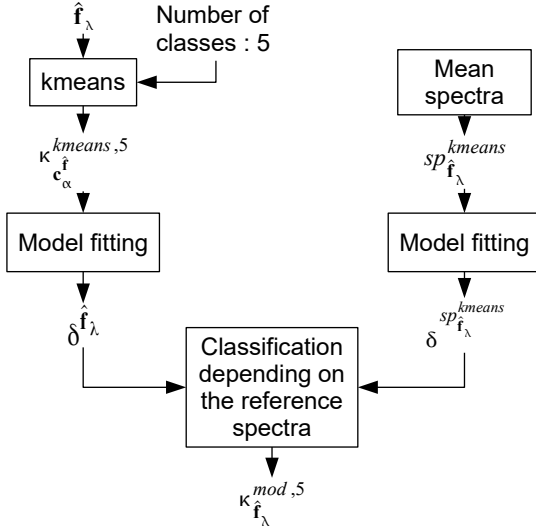 f̂_λ
Number of
classes : 5
kmeans
Mean
spectra
κ_{c_α^{f̂}}^{kmeans,5}
sp_{f̂_λ}^{kmeans}
Model fitting
Model fitting
δ^{f̂_λ}
δ^{sp_{f̂_λ}^{kmeans}}
Classification
depending on
the reference
spectra
κ_{f̂_λ}^{mod,5}